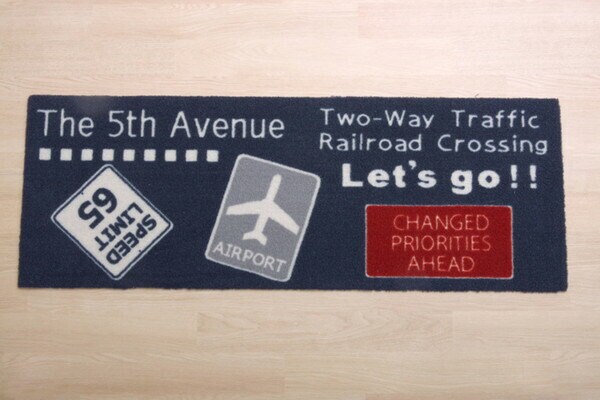 The 5th Avenue
Two-Way Traffic
Railroad Crossing
Let's go!!
SPEED
LIMIT
65
AIRPORT
CHANGED
PRIORITIES
AHEAD